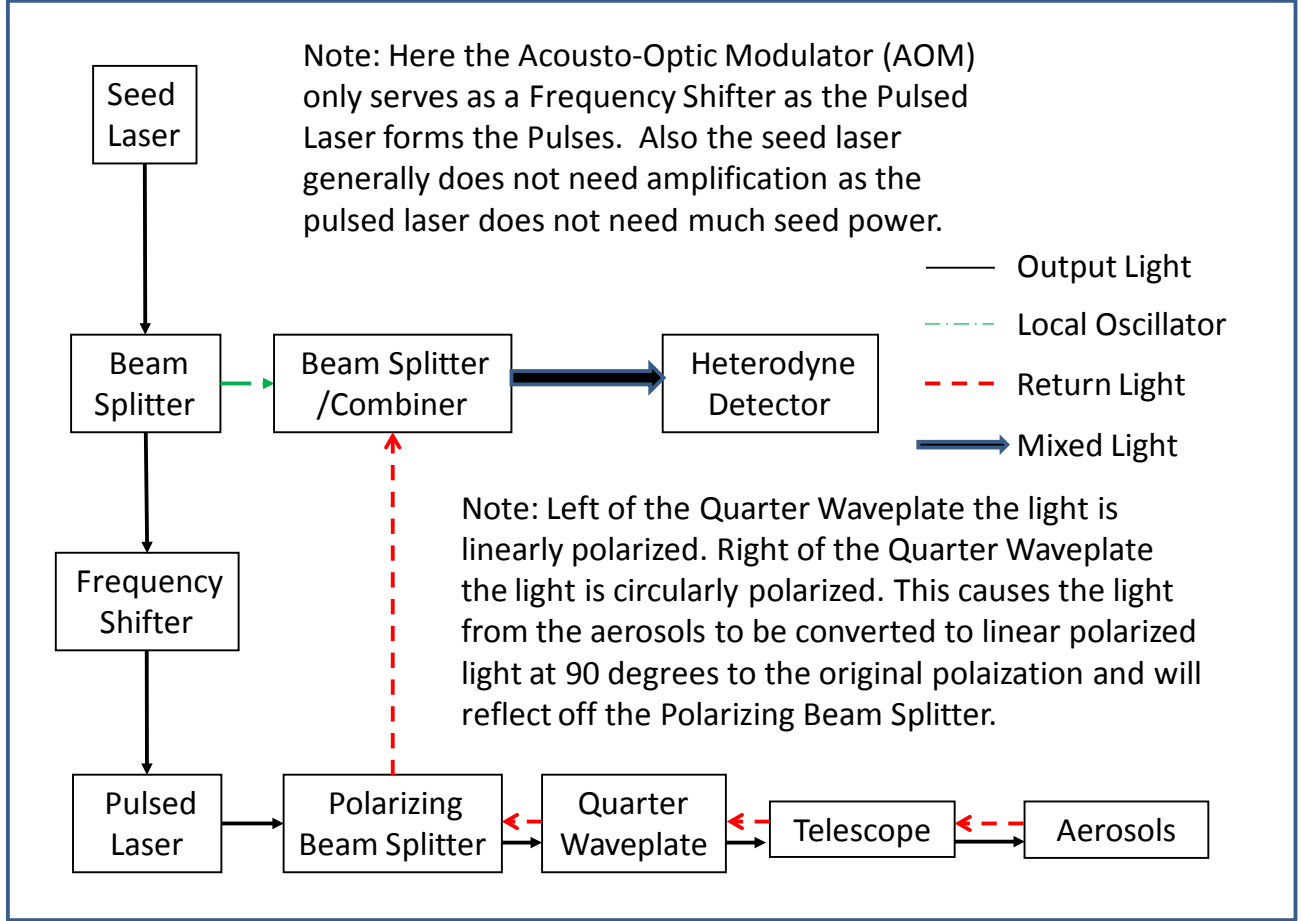 Seed
Laser
Note: Here the Acousto-Optic Modulator (AOM)
only serves as a Frequency Shifter as the Pulsed
Laser forms the Pulses.  Also the seed laser
generally does not need amplification as the
pulsed laser does not need much seed power.
Output Light
Local Oscillator
Return Light
Mixed Light
Beam
Splitter
Beam Splitter
/Combiner
Heterodyne
Detector
Note: Left of the Quarter Waveplate the light is
linearly polarized. Right of the Quarter Waveplate
the light is circularly polarized. This causes the light
from the aerosols to be converted to linear polarized
light at 90 degrees to the original polaization and will
reflect off the Polarizing Beam Splitter.
Frequency
Shifter
Pulsed
Laser
Polarizing
Beam Splitter
Quarter
Waveplate
Telescope
Aerosols